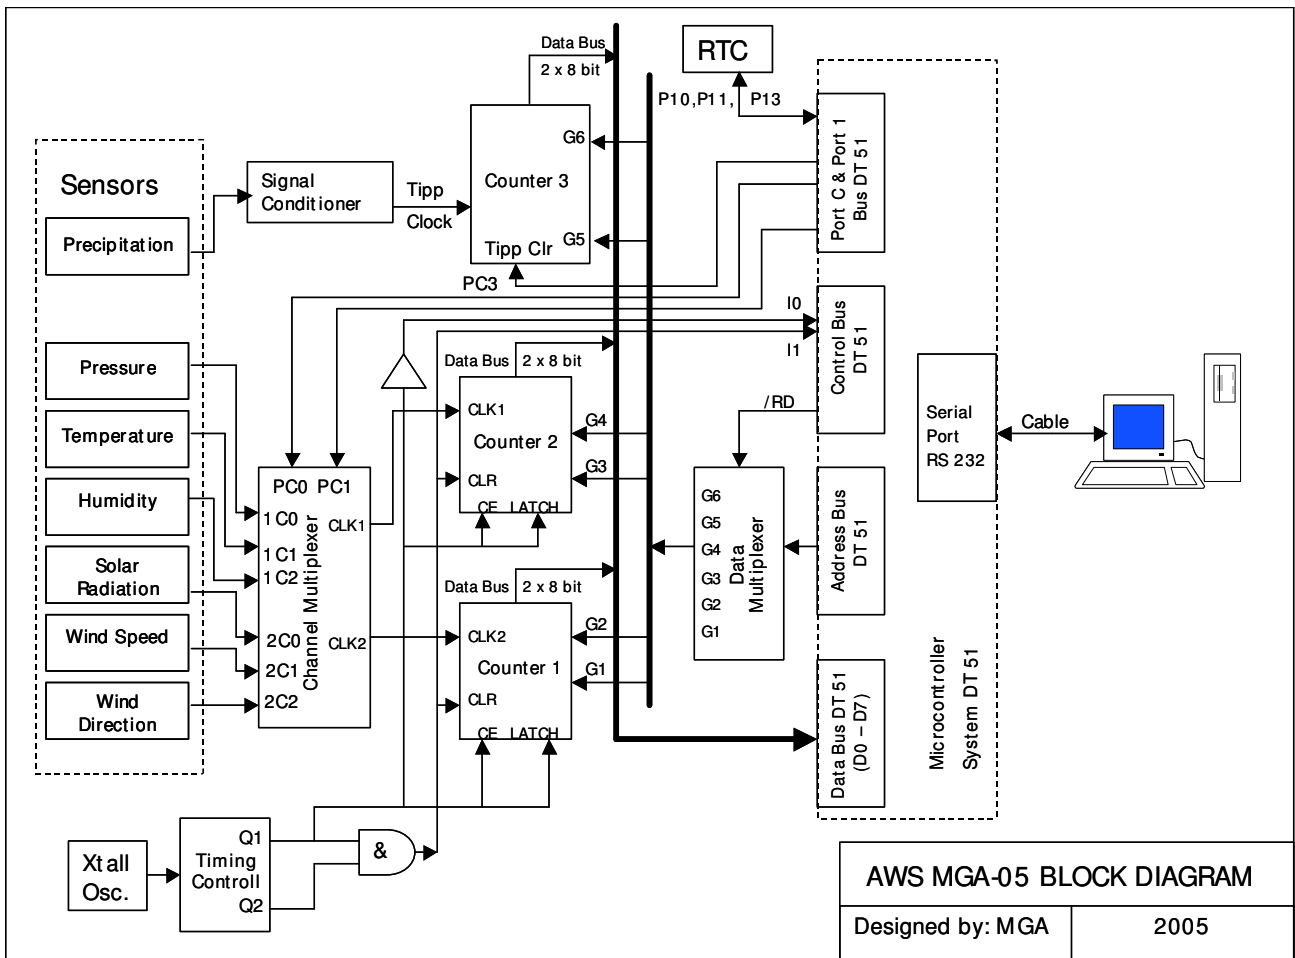 Data Bus
2 x 8 bit
RTC
P10,P11,
P13
Sensors
Precipitation
Signal
Conditioner
Tipp
Clock
G6
Counter 3
G5
Tipp Clr
PC3
Port C & Port 1
Bus DT 51
Pressure
Temperature
Humidity
Solar
Radiation
Wind Speed
Wind
Direction
PC0 PC1
1C0
1C1
1C2
2C0
2C1
2C2
Channel Multiplexer
CLK1
CLK2
Data Bus
2 x 8 bit
CLK1
Counter 2
CLR
CE LATCH
G4
G3
Data Bus
2 x 8 bit
CLK2
Counter 1
CLR
CE LATCH
G2
G1
I0
I1
/RD
Control Bus
DT 51
G6
G5
G4
G3
G2
G1
Data
Multiplexer
Address Bus
DT 51
Data Bus DT 51
(D0 – D7)
Microcontroller
System DT 51
Serial
Port
RS 232
Cable
Xtall
Osc.
Q1
Timing
Controll
Q2
&
AWS MGA-05 BLOCK DIAGRAM
Designed by: MGA
2005